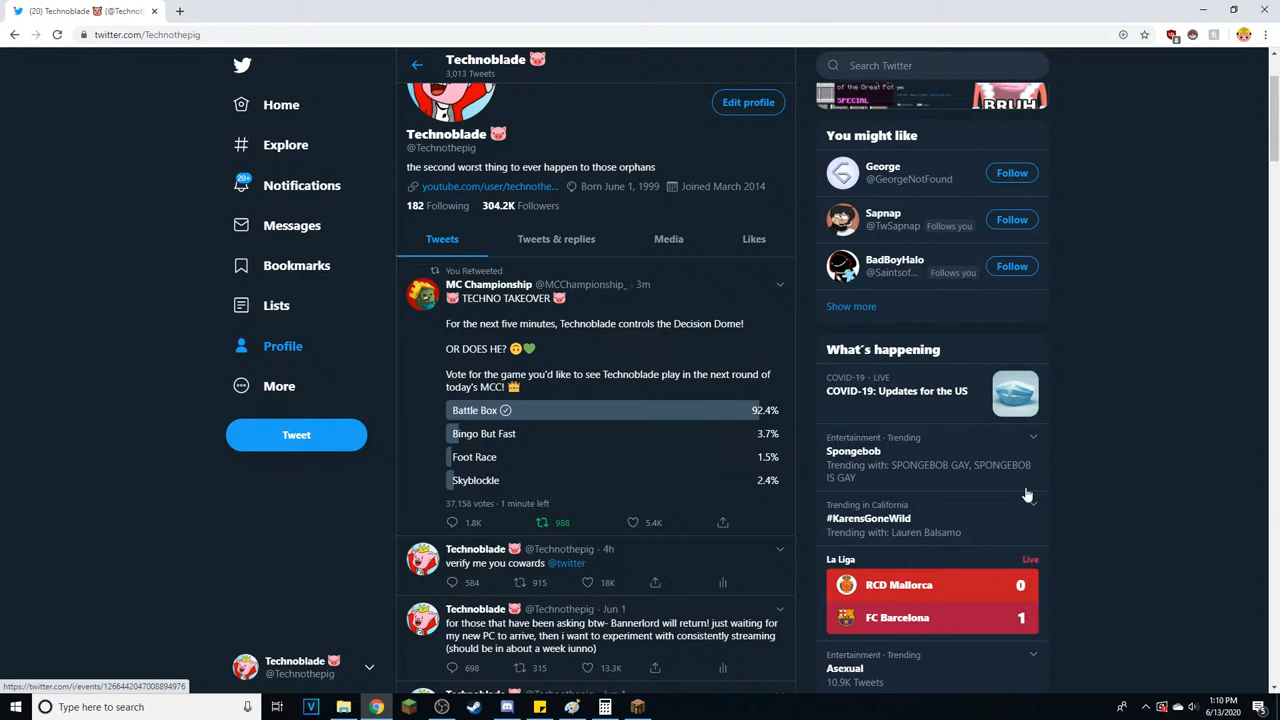 (20) Technoblade 🐷 (@Technot
twitter.com/Technothepig
Home
Explore
20+
Notifications
Messages
Bookmarks
Lists
Profile
More
Tweet
Technoblade 🐷
@Technothepig
Technoblade 🐷
3,013 Tweets
Edit profile
Technoblade 🐷
@Technothepig
the second worst thing to ever happen to those orphans
youtube.com/user/technothe... Born June 1, 1999 Joined March 2014
182 Following 304.2K Followers
Tweets Tweets & replies Media Likes
You Retweeted
MC Championship @MCChampionship_ · 3m
🐷 TECHNO TAKEOVER 🐷
For the next five minutes, Technoblade controls the Decision Dome!
OR DOES HE? 🙃💚
Vote for the game you'd like to see Technoblade play in the next round of
today's MCC! 👑
Battle Box 92.4%
Bingo But Fast 3.7%
Foot Race 1.5%
Skyblockle 2.4%
37,158 votes · 1 minute left
1.8K 988 5.4K
Technoblade 🐷 @Technothepig · 4h
verify me you cowards @twitter
584 915 18K
Technoblade 🐷 @Technothepig · Jun 1
for those that have been asking btw- Bannerlord will return! just waiting for
my new PC to arrive, then i want to experiment with consistently streaming
(should be in about a week iunno)
698 315 13.3K
Search Twitter
of the Great Pot
SPECIAL
yes
BRUH
You might like
George
@GeorgeNotFound
Follow
Sapnap
@TwSapnap Follows you
Follow
BadBoyHalo
@Saintsof... Follows you
Follow
Show more
What's happening
COVID-19 · LIVE
COVID-19: Updates for the US
Entertainment · Trending
Spongebob
Trending with: SPONGEBOB GAY, SPONGEBOB
IS GAY
Trending in California
#KarensGoneWild
Trending with: Lauren Balsamo
La Liga Live
RCD Mallorca 0
FC Barcelona 1
Entertainment · Trending
Asexual
10.9K Tweets
https://twitter.com/i/events/1266442047008894976
Type here to search
1:10 PM
6/13/2020
5